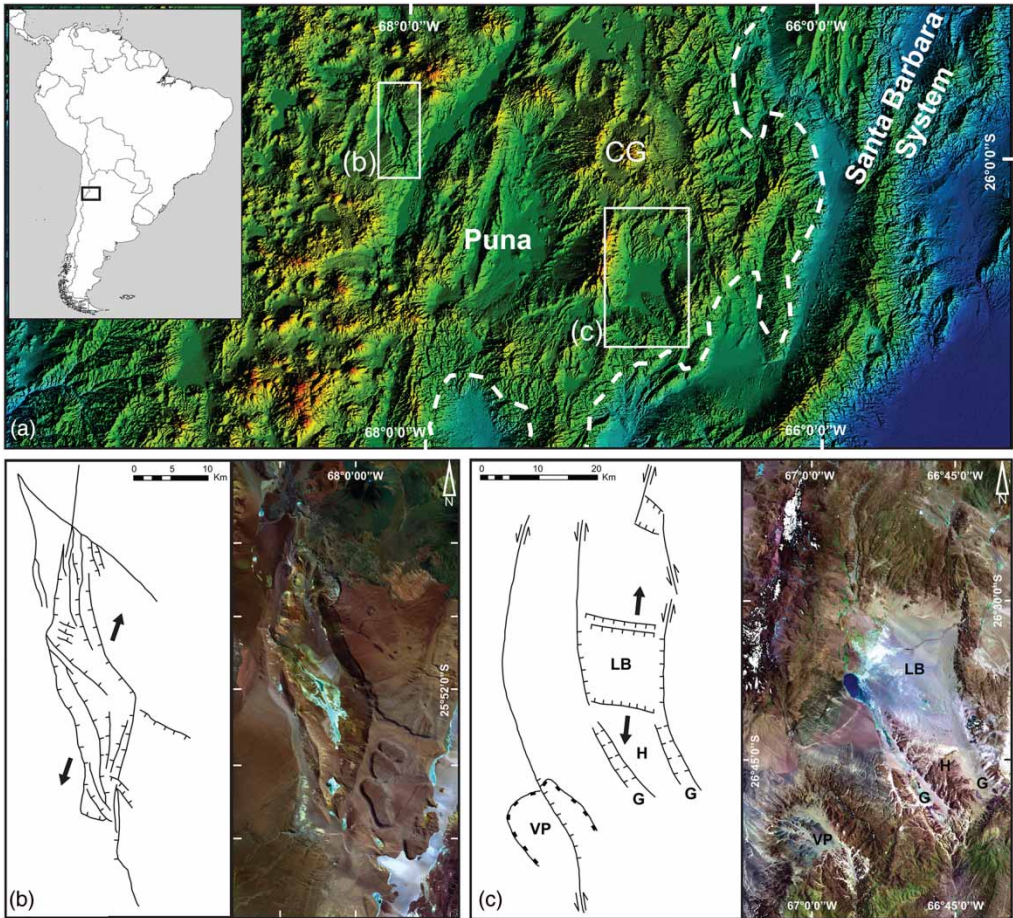 68°0'0''W
66°0'0''W
Santa Barbara
System
26°0'0''S
(b)
CG
Puna
(c)
68°0'0''W
66°0'0''W
(a)
0 5 10
Km
68°0'0''W
N
25°52'0''S
(b)
0 10 20
Km
LB
H
G
G
VP
67°0'0''W
66°45'0''W
N
26°30'0''S
LB
26°45'0''S
H
G
G
VP
67°0'0''W
66°45'0''W
(c)